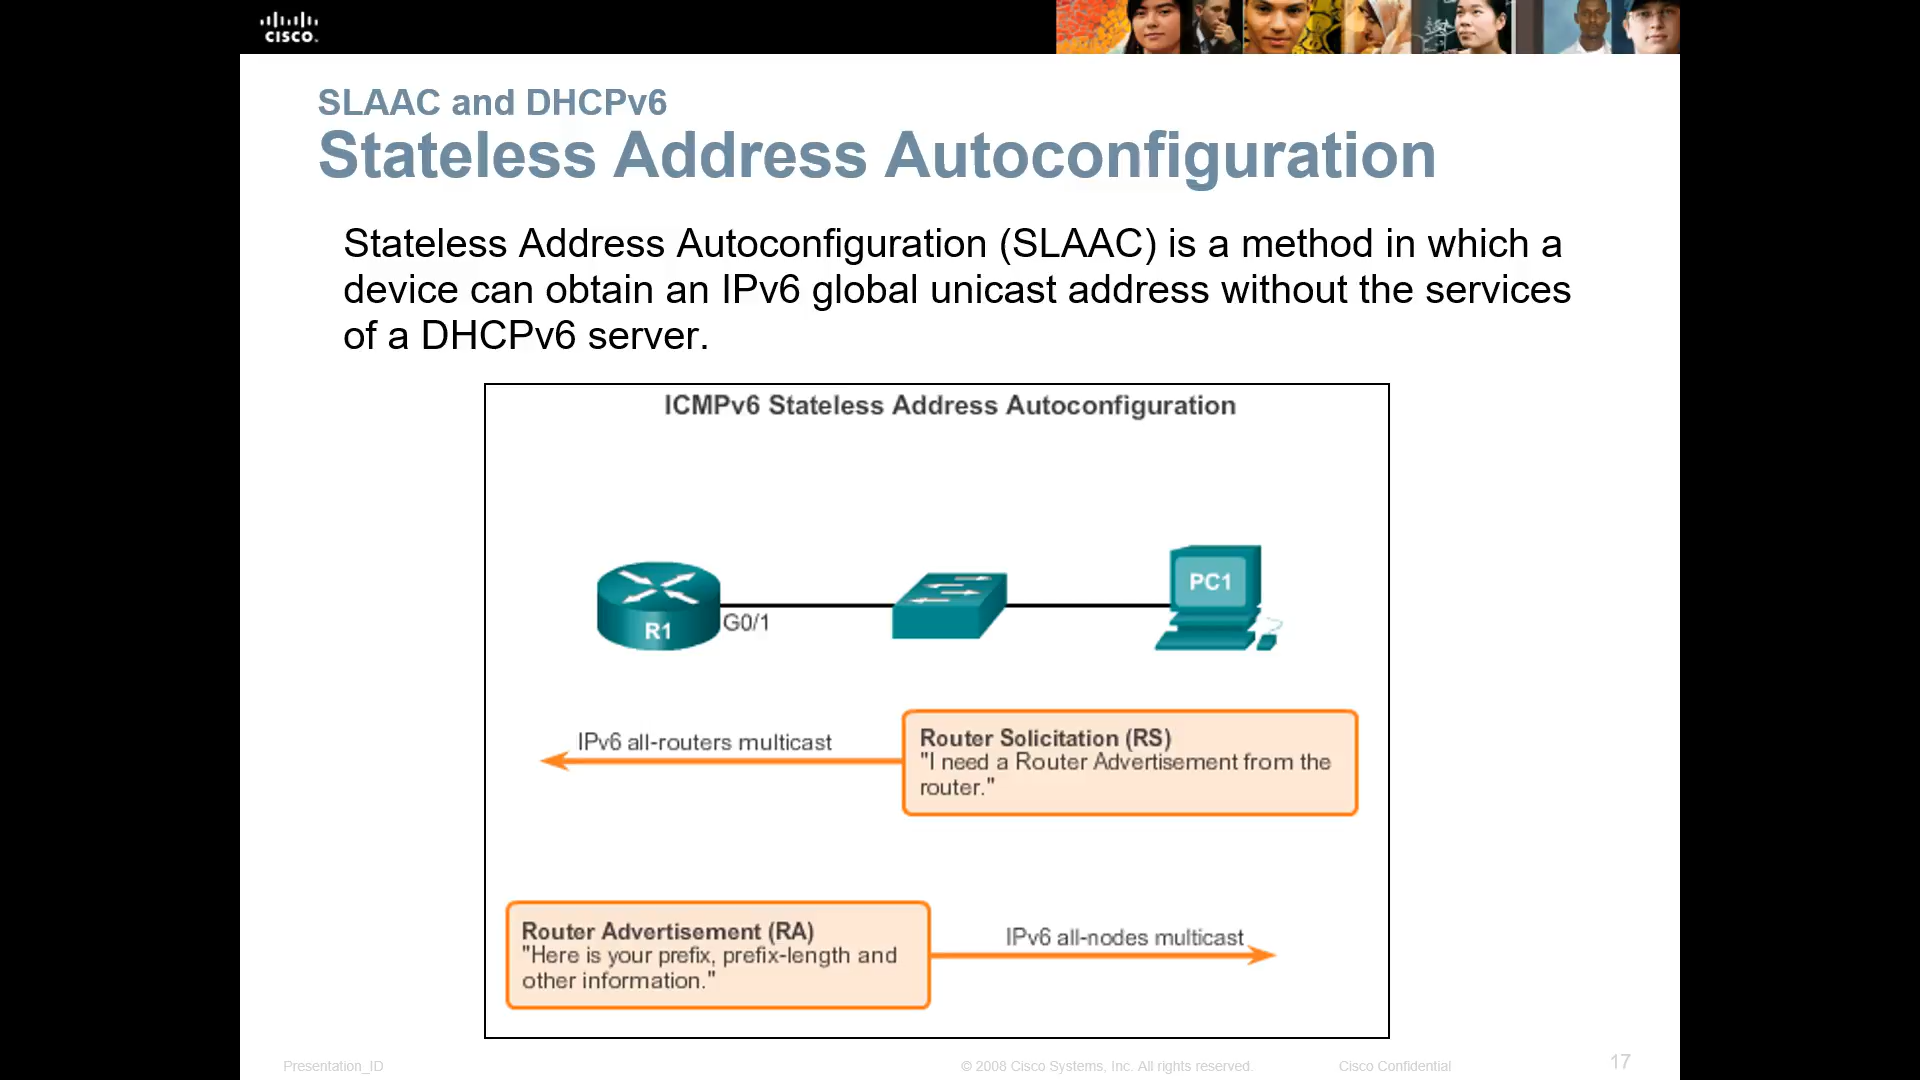 CISCO.
SLAAC and DHCPv6
Stateless Address Autoconfiguration
Stateless Address Autoconfiguration (SLAAC) is a method in which a
device can obtain an IPv6 global unicast address without the services
of a DHCPv6 server.
ICMPv6 Stateless Address Autoconfiguration
PC1
R1
G0/1
IPv6 all-routers multicast
Router Solicitation (RS)
"I need a Router Advertisement from the
router."
Router Advertisement (RA)
"Here is your prefix, prefix-length and
other information."
IPv6 all-nodes multicast
Presentation_ID
© 2008 Cisco Systems, Inc. All rights reserved.
Cisco Confidential
17